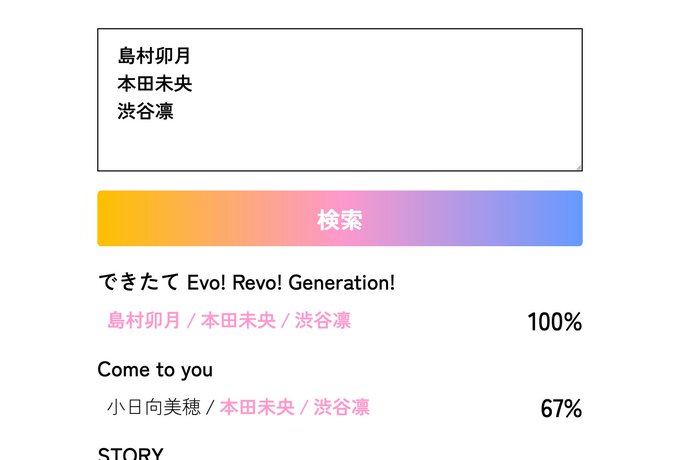 島村卯月
本田未央
渋谷凛
検索
できたて Evo! Revo! Generation!
島村卯月 / 本田未央 / 渋谷凛
100%
Come to you
小日向美穂 / 本田未央 / 渋谷凛
67%
STORY